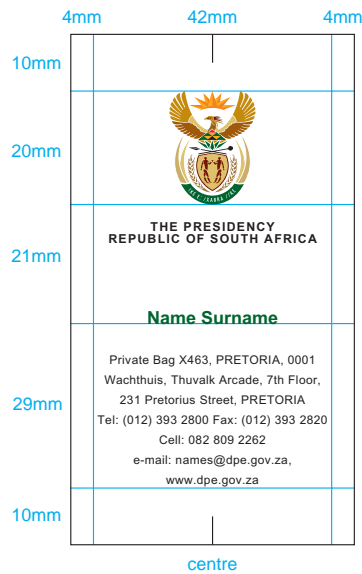 4mm 42mm 4mm
10mm
20mm
THE PRESIDENCY
REPUBLIC OF SOUTH AFRICA
21mm
Name Surname
Private Bag X463, PRETORIA, 0001
Wachthuis, Thuvalk Arcade, 7th Floor,
231 Pretorius Street, PRETORIA
29mm
Tel: (012) 393 2800 Fax: (012) 393 2820
Cell: 082 809 2262
e-mail: names@dpe.gov.za,
www.dpe.gov.za
10mm
centre